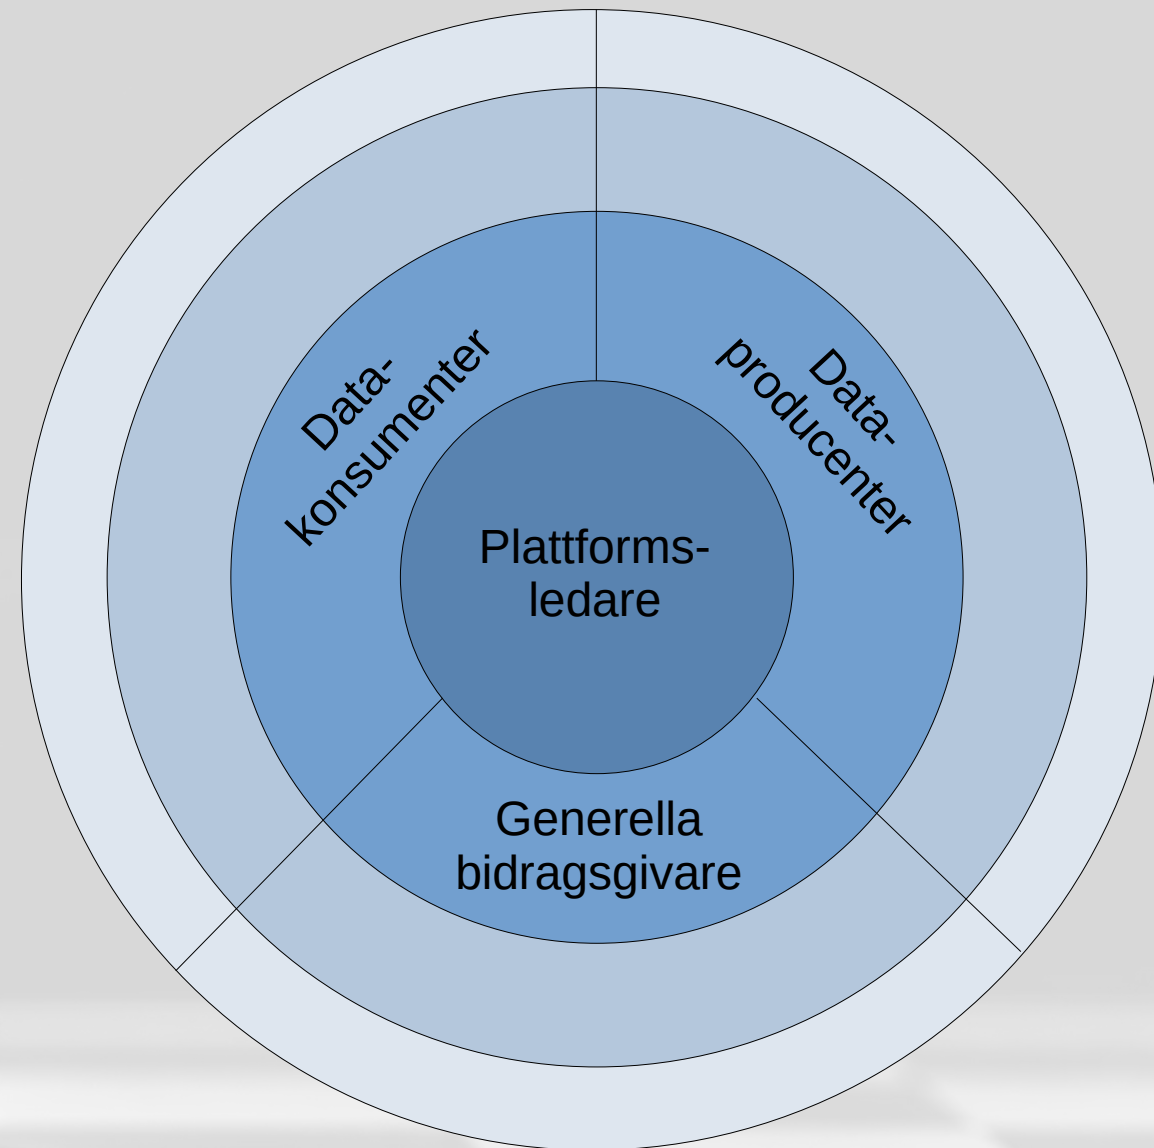 Data-
konsumenter
Data-
producenter
Plattforms-
ledare
Generella
bidragsgivare